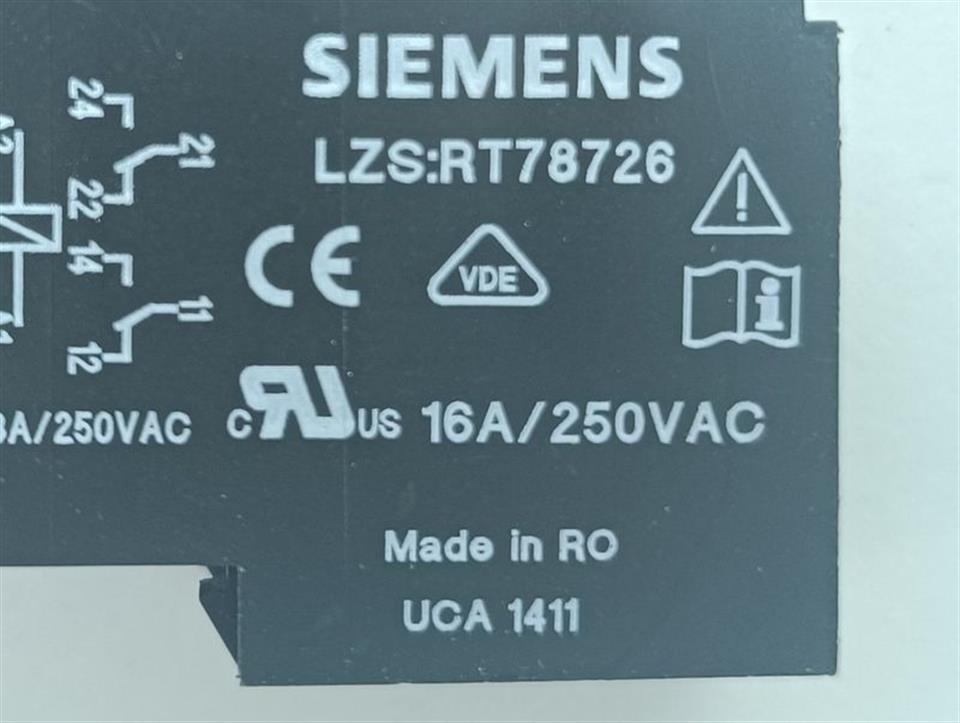 SIEMENS
LZS:RT78726
24
21
22
14
11
12
CE
VDE
i
A/250VAC
C
US
16A/250VAC
Made in RO
UCA 1411